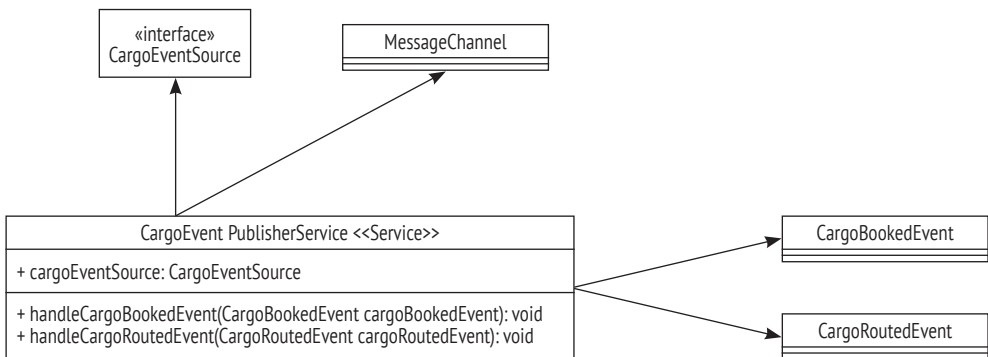 «interface»
CargoEventSource
MessageChannel
CargoEvent PublisherService <<Service>>
+ cargoEventSource: CargoEventSource
+ handleCargoBookedEvent(CargoBookedEvent cargoBookedEvent): void
+ handleCargoRoutedEvent(CargoRoutedEvent cargoRoutedEvent): void
CargoBookedEvent
CargoRoutedEvent